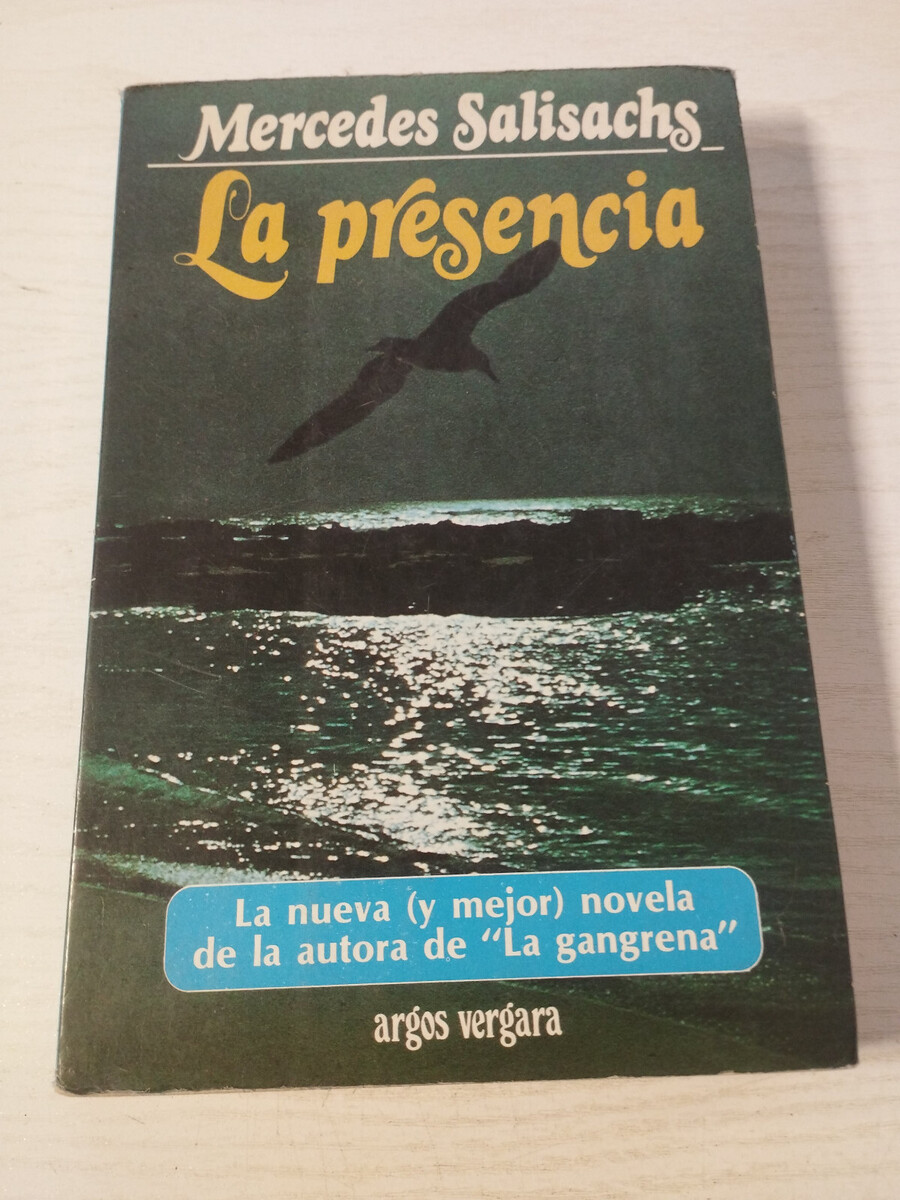 Mercedes Salisachs
La presencia
La nueva (y mejor) novela
de la autora de "La gangrena"
argos vergara